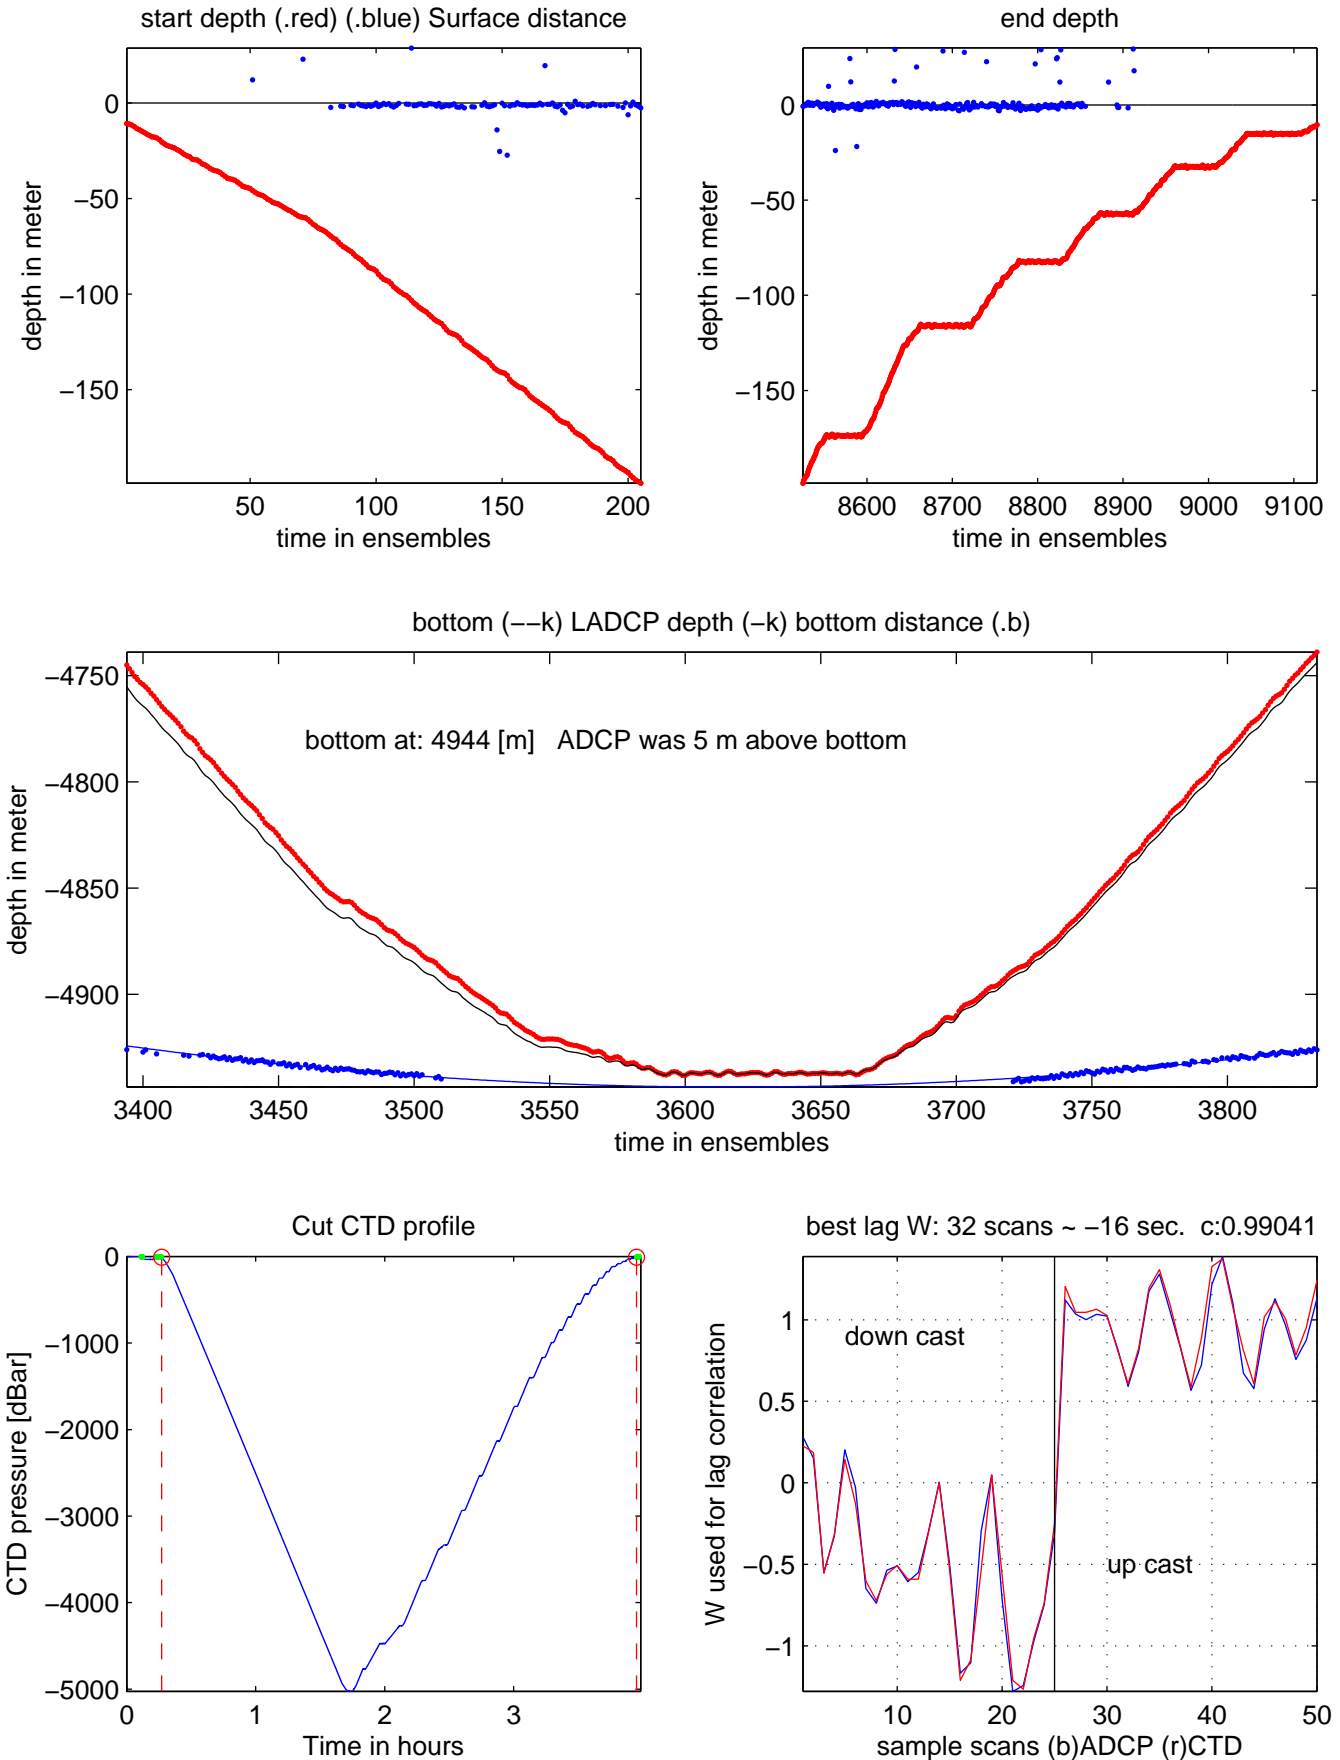 start depth (.red) (.blue) Surface distance
end depth
0
−50
−100
−150
depth in meter
50
100
150
200
time in ensembles
0
−50
−100
−150
depth in meter
8600
8700
8800
8900
9000
9100
time in ensembles
bottom (−−k) LADCP depth (−k) bottom distance (.b)
−4750
−4800
−4850
−4900
depth in meter
bottom at: 4944 [m]   ADCP was 5 m above bottom
3400
3450
3500
3550
3600
3650
3700
3750
3800
time in ensembles
Cut CTD profile
0
−1000
−2000
−3000
−4000
−5000
CTD pressure [dBar]
0
1
2
3
Time in hours
best lag W: 32 scans ~ −16 sec.  c:0.99041
1
0.5
0
−0.5
−1
W used for lag correlation
down cast
up cast
10
20
30
40
50
sample scans (b)ADCP (r)CTD